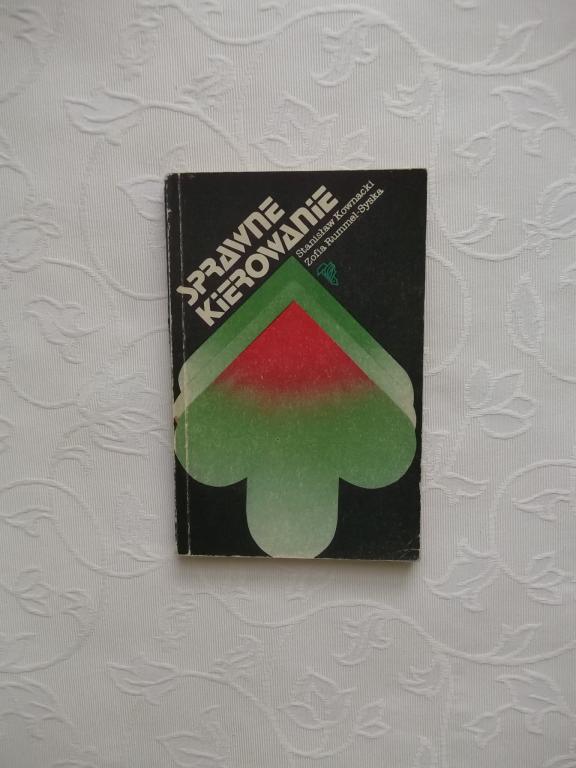 SPRAWNE
KiEROWANiE
Stanisław Kownacki
Zofia Rummel-Syska